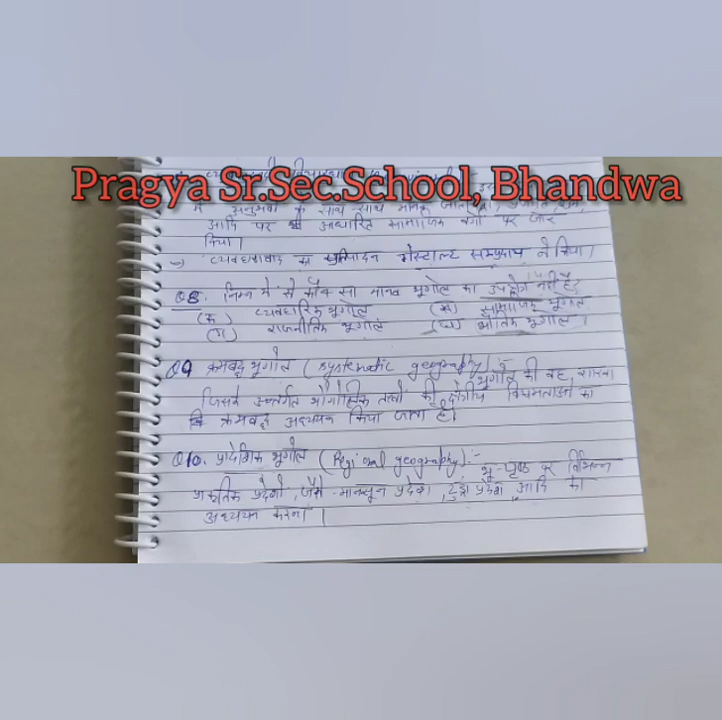 Pragya Sr.Sec.School, Bhandwa
में अनुभवों के साथ-साथ
आदि पर आधारित सामाजिक वर्गो पर जोर
दिया।
→ व्यवहारवाद का प्रतिपादन गेस्टाल्ट सम्प्रदाय ने किया।
Q8. निम्न में से कौन सा मानव भूगोल का उपक्षेत्र नहीं है?
(क) व्यवहारिक भूगोल (ख) सामाजिक भूगोल
(ग) राजनीतिक भूगोल (घ) भौतिक भूगोल।
Q9 क्रमबद्ध भूगोल (systematic geography) :-
भूगोल की वह शाखा
जिसके अन्तर्गत भौगोलिक तत्वों की क्षेत्रीय विषमताओं का
क्रमबद्ध अध्ययन किया जाता है।
Q10. प्रादेशिक भूगोल (Regional geography) :- भू-पृष्ठ पर विभिन्न
प्राकृतिक प्रदेशों, जैसे -मानसून प्रदेश, टुंड्रा प्रदेश, आदि का
अध्ययन करना।